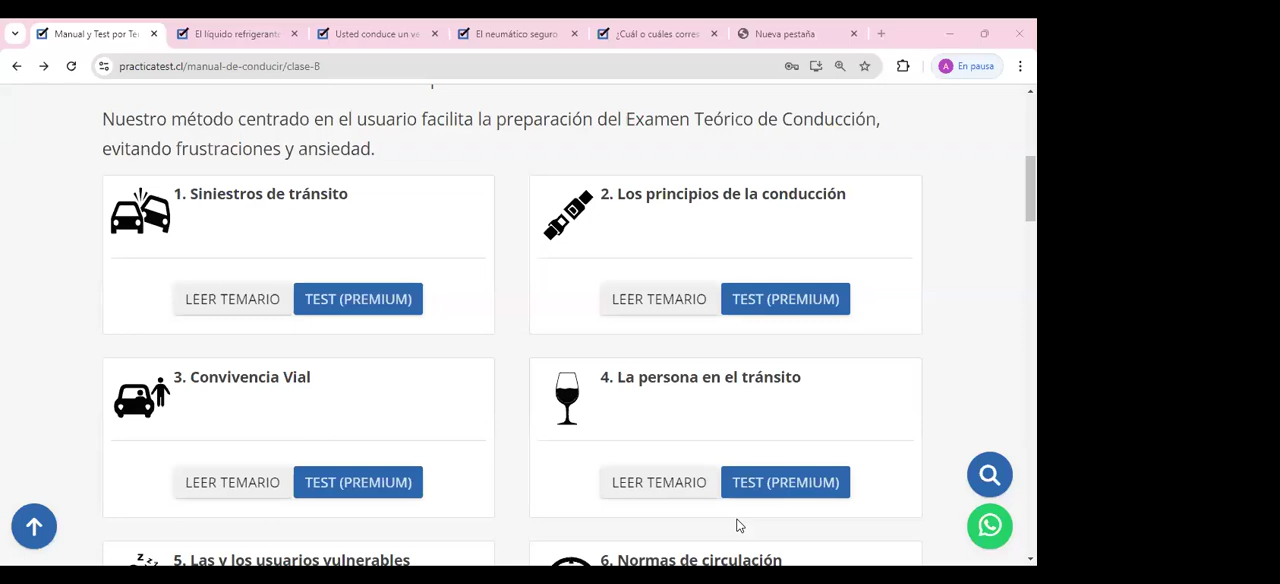 Manual y Test por Te
El líquido refrigerante
Usted conduce un ve
El neumático seguro
¿Cuál o cuáles corres
Nueva pestaña
practicatest.cl/manual-de-conducir/clase-B
A
En pausa
Nuestro método centrado en el usuario facilita la preparación del Examen Teórico de Conducción,
evitando frustraciones y ansiedad.
1. Siniestros de tránsito
LEER TEMARIO TEST (PREMIUM)
2. Los principios de la conducción
LEER TEMARIO TEST (PREMIUM)
3. Convivencia Vial
LEER TEMARIO TEST (PREMIUM)
4. La persona en el tránsito
LEER TEMARIO TEST (PREMIUM)
5. Las y los usuarios vulnerables
6. Normas de circulación